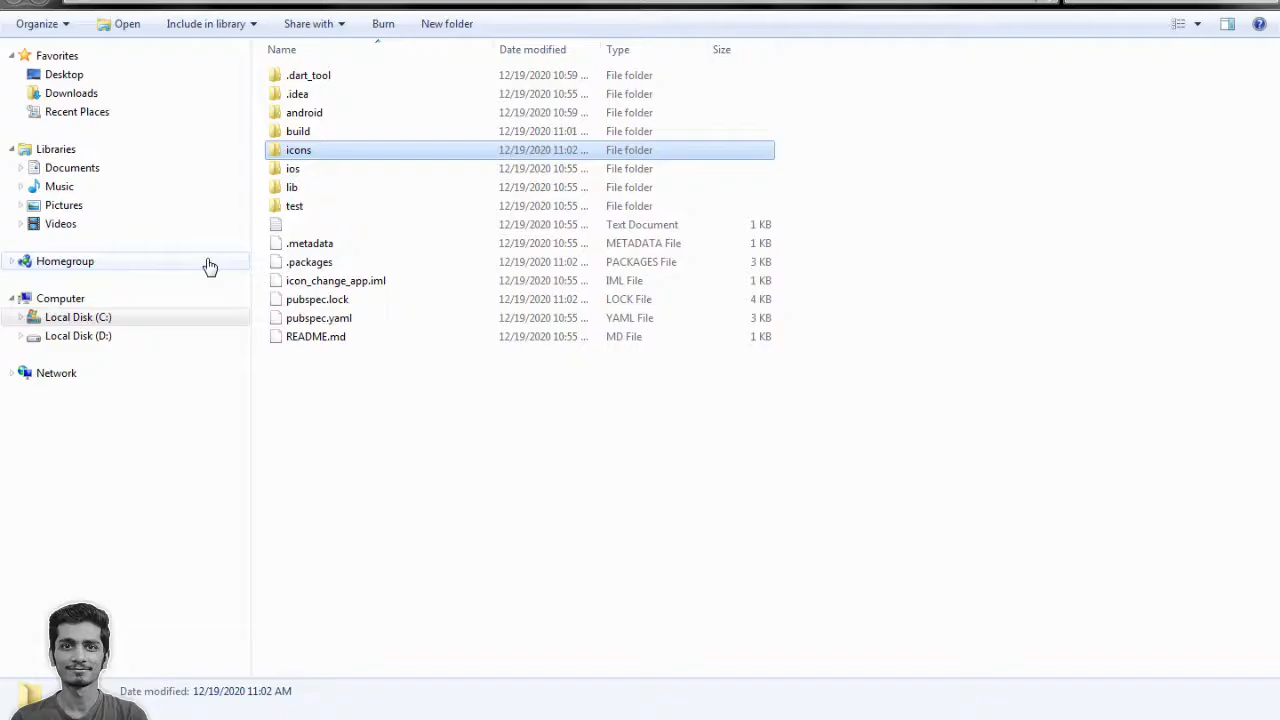 Organize Open Include in library Share with Burn New folder
Name Date modified Type Size
Favorites
Desktop
Downloads
Recent Places
Libraries
Documents
Music
Pictures
Videos
Homegroup
Computer
Local Disk (C:)
Local Disk (D:)
Network
.dart_tool 12/19/2020 10:59 ... File folder
.idea 12/19/2020 10:55 ... File folder
android 12/19/2020 10:59 ... File folder
build 12/19/2020 11:01 ... File folder
icons 12/19/2020 11:02 ... File folder
ios 12/19/2020 10:55 ... File folder
lib 12/19/2020 10:55 ... File folder
test 12/19/2020 10:55 ... File folder
12/19/2020 10:55 ... Text Document 1 KB
.metadata 12/19/2020 10:55 ... METADATA File 1 KB
.packages 12/19/2020 11:02 ... PACKAGES File 3 KB
icon_change_app.iml 12/19/2020 10:55 ... IML File 1 KB
pubspec.lock 12/19/2020 11:02 ... LOCK File 4 KB
pubspec.yaml 12/19/2020 10:55 ... YAML File 3 KB
README.md 12/19/2020 10:55 ... MD File 1 KB
Date modified: 12/19/2020 11:02 AM